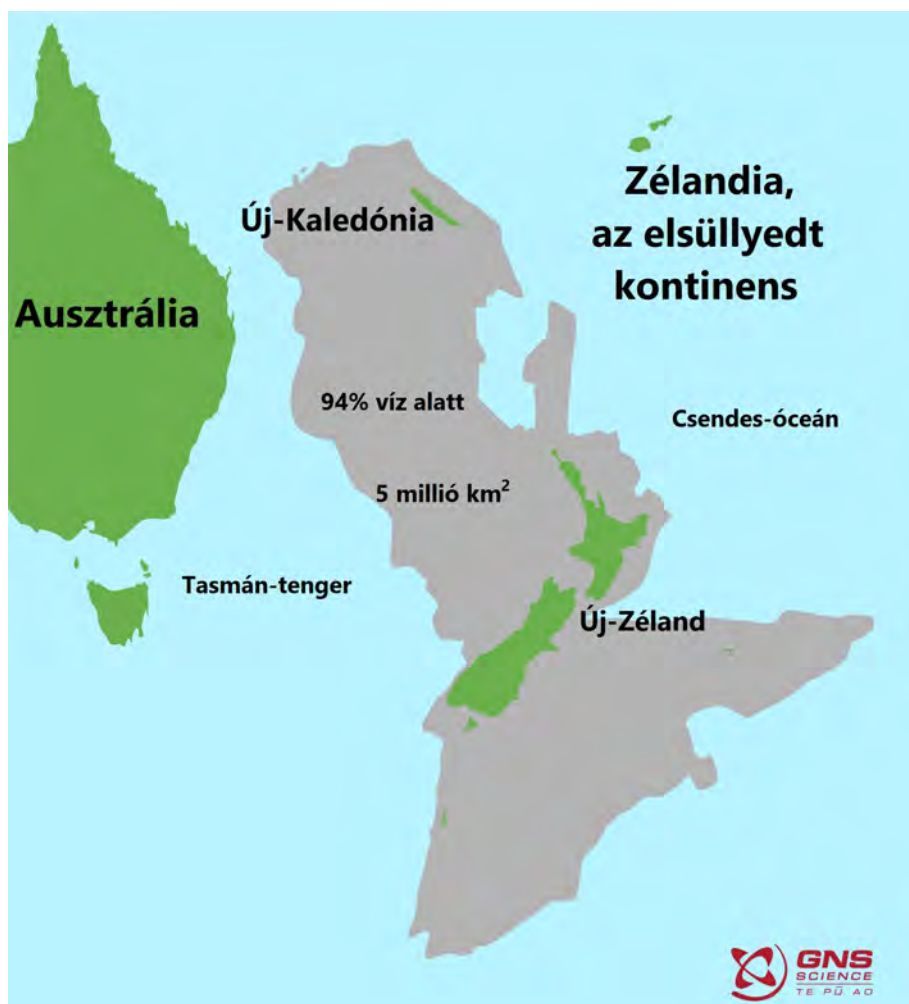 Zélandia,
az elsüllyedt
kontinens
Új-Kaledónia
Ausztrália
94% víz alatt
Csendes-óceán
5 millió km²
Tasmán-tenger
Új-Zéland
GNS
SCIENCE
TE PŪ AO